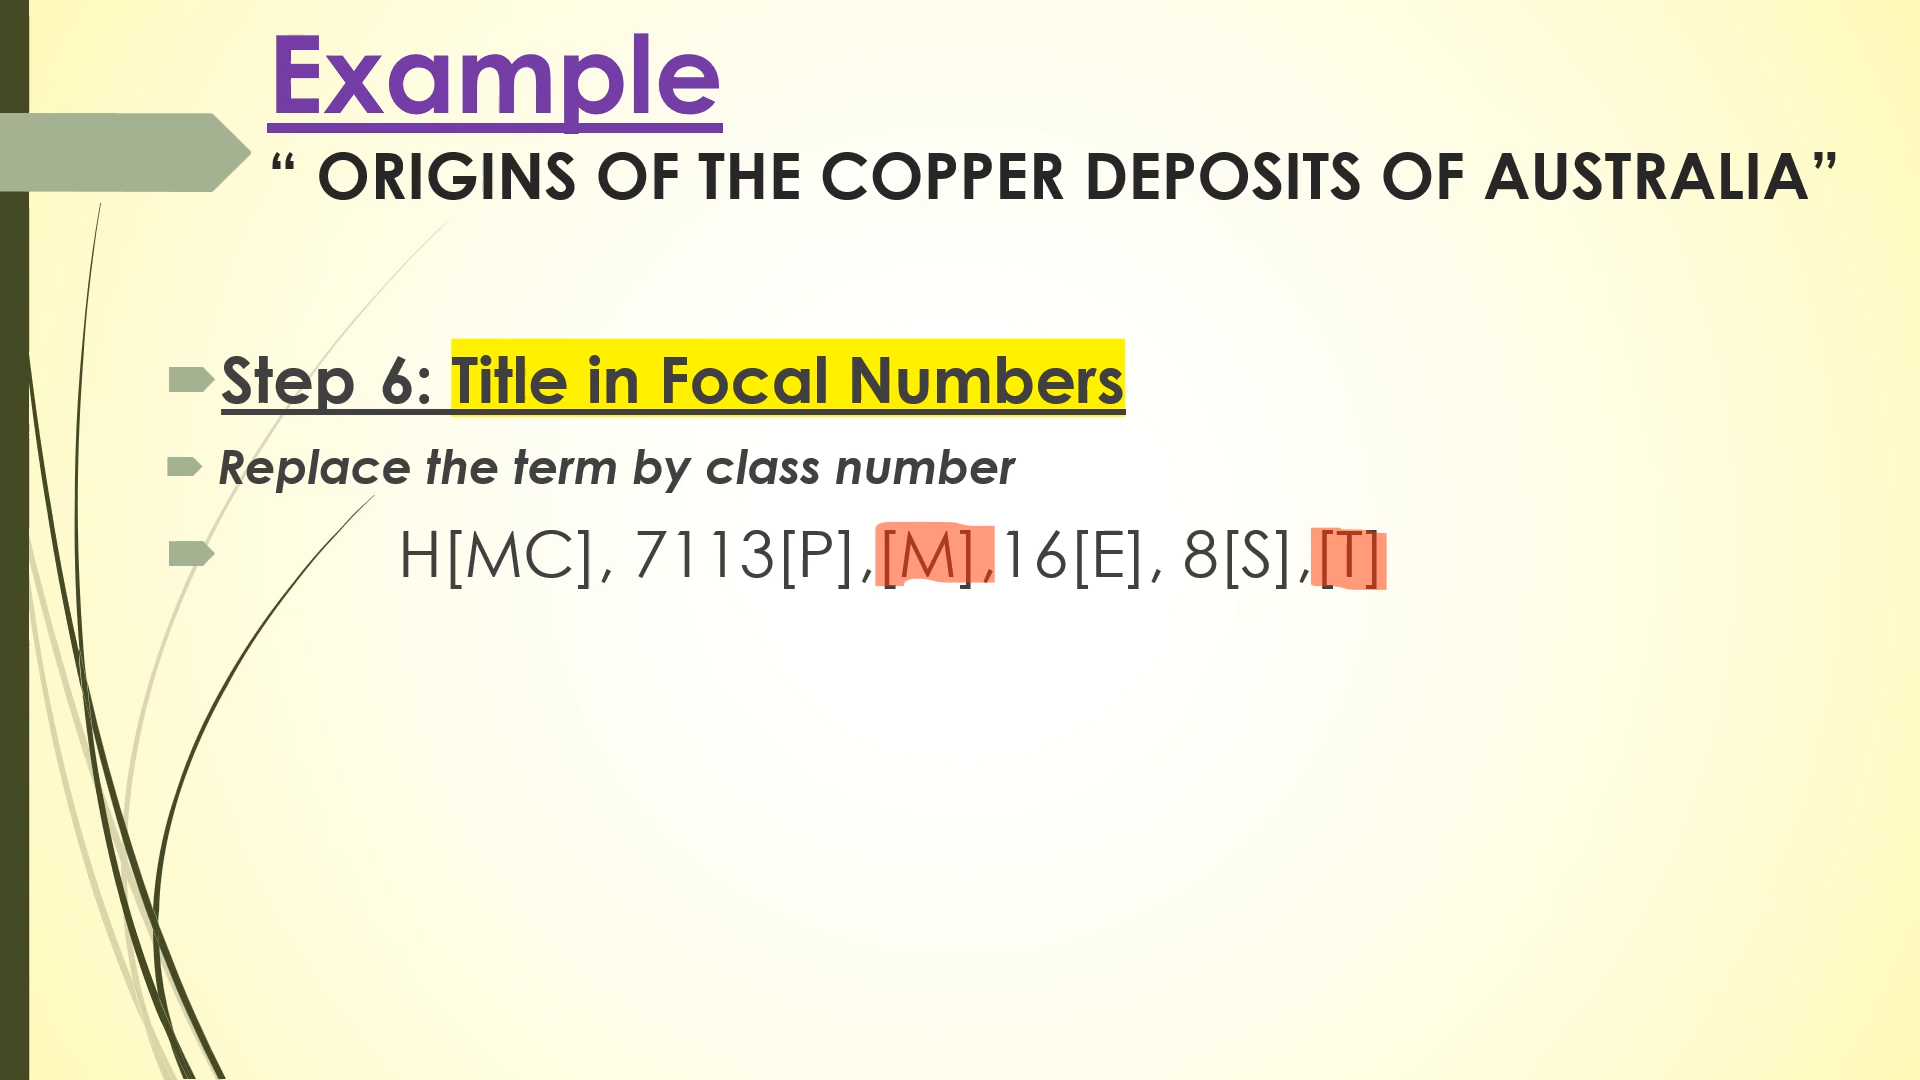 Example
“ ORIGINS OF THE COPPER DEPOSITS OF AUSTRALIA”
Step 6: Title in Focal Numbers
Replace the term by class number
H[MC], 7113[P],[M],16[E], 8[S],[T]